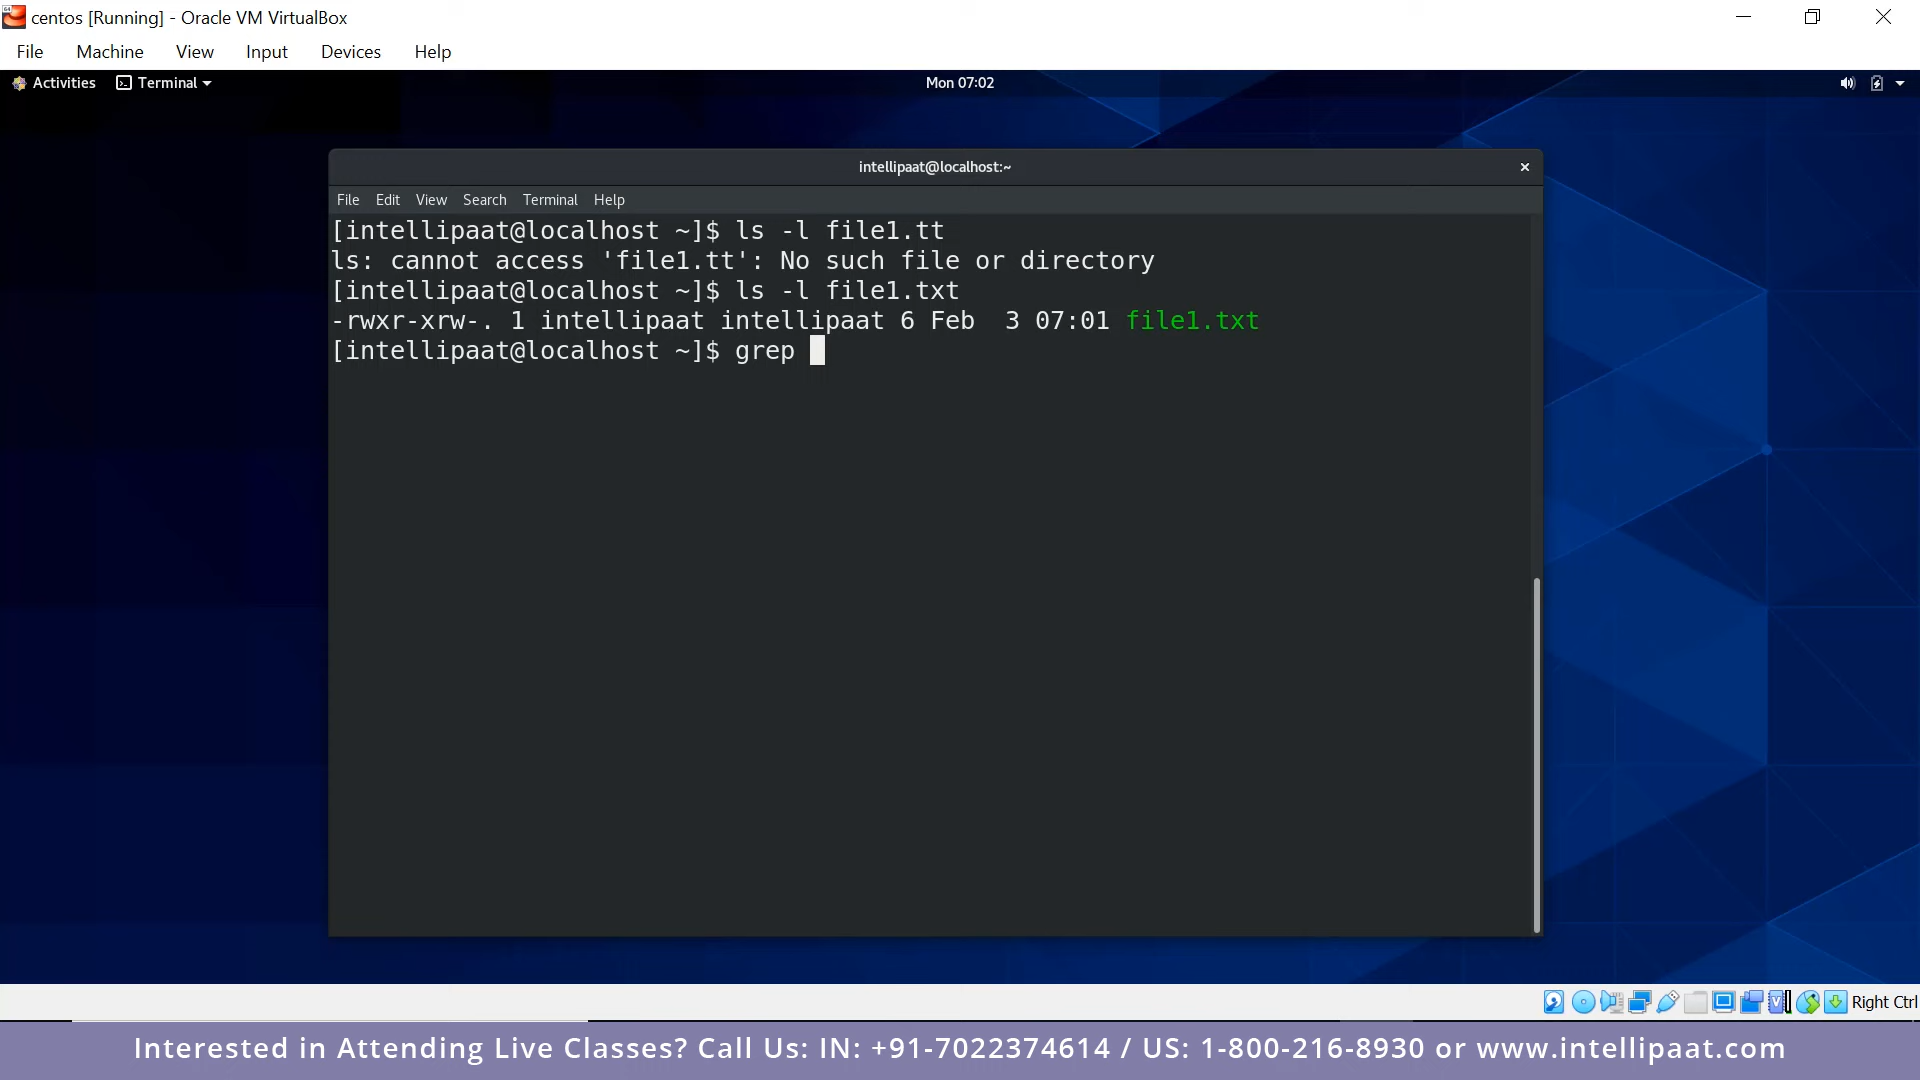 centos [Running] - Oracle VM VirtualBox
File Machine View Input Devices Help
Activities Terminal Mon 07:02
intellipaat@localhost:~
File Edit View Search Terminal Help
[intellipaat@localhost ~]$ ls -l file1.tt
ls: cannot access 'file1.tt': No such file or directory
[intellipaat@localhost ~]$ ls -l file1.txt
-rwxr-xrw-. 1 intellipaat intellipaat 6 Feb  3 07:01 file1.txt
[intellipaat@localhost ~]$ grep
Right Ctrl
Interested in Attending Live Classes? Call Us: IN: +91-7022374614 / US: 1-800-216-8930 or www.intellipaat.com